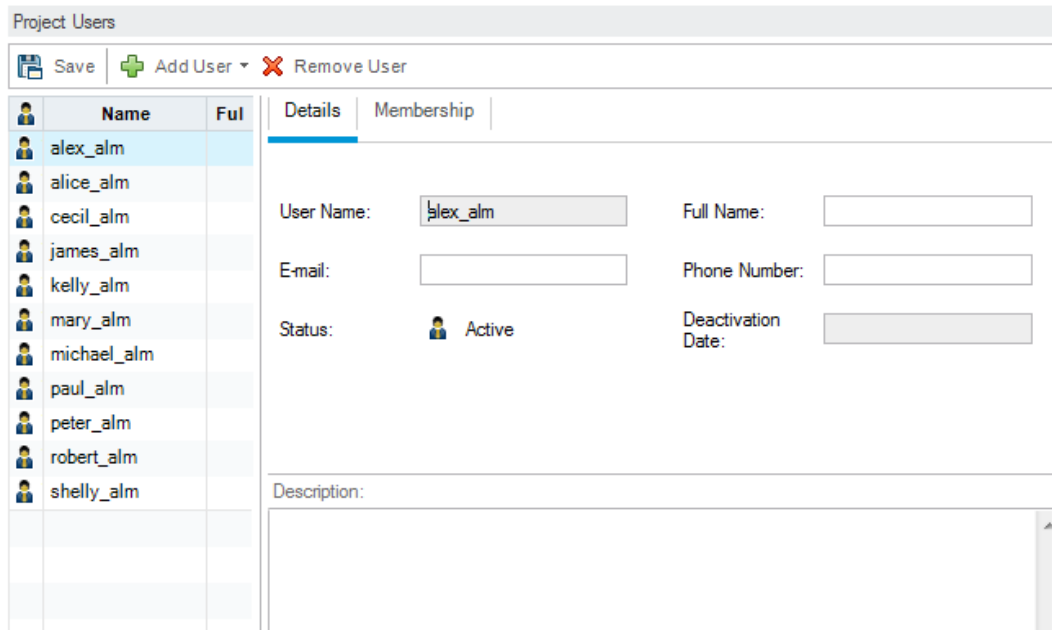 Project Users
Save Add User Remove User
Name Ful
alex_alm
alice_alm
cecil_alm
james_alm
kelly_alm
mary_alm
michael_alm
paul_alm
peter_alm
robert_alm
shelly_alm
Details Membership
User Name: alex_alm Full Name:
E-mail: Phone Number:
Status: Active Deactivation
Date:
Description: